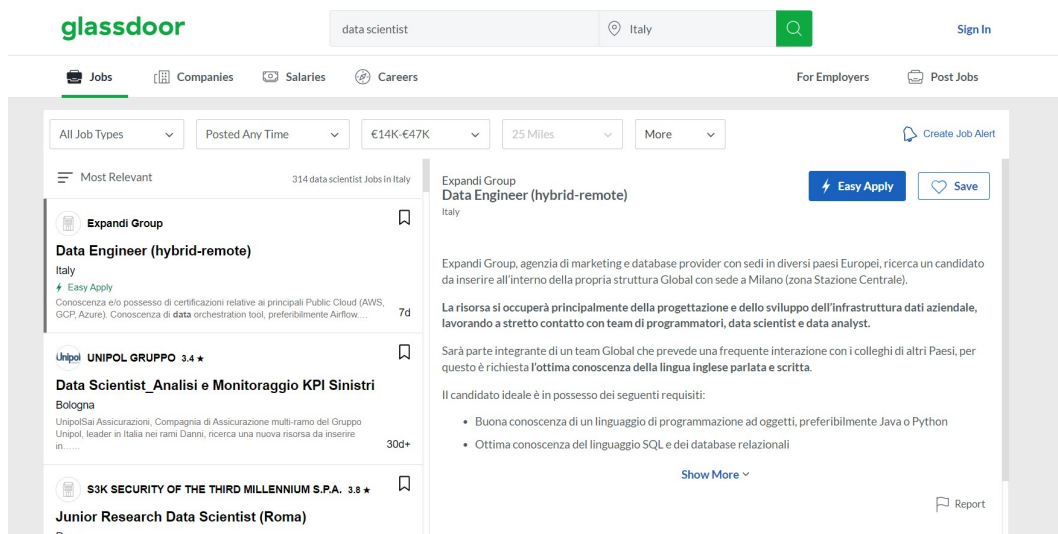 glassdoor
data scientist
Italy
Sign In
Jobs
Companies
Salaries
Careers
For Employers
Post Jobs
All Job Types
Posted Any Time
€14K-€47K
25 Miles
More
Create Job Alert
Most Relevant
314 data scientist Jobs in Italy
Expandi Group
Data Engineer (hybrid-remote)
Italy
Easy Apply
Conoscenza e/o possesso di certificazioni relative ai principali Public Cloud (AWS,
GCP, Azure). Conoscenza di data orchestration tool, preferibilmente Airflow....
7d
Unipol
UNIPOL GRUPPO 3.4 ★
Data Scientist_Analisi e Monitoraggio KPI Sinistri
Bologna
UnipolSai Assicurazioni, Compagnia di Assicurazione multi-ramo del Gruppo
Unipol, leader in Italia nei rami Danni, ricerca una nuova risorsa da inserire
in……
30d+
S3K SECURITY OF THE THIRD MILLENNIUM S.P.A. 3.8 ★
Junior Research Data Scientist (Roma)
Expandi Group
Data Engineer (hybrid-remote)
Italy
Easy Apply
Save
Expandi Group, agenzia di marketing e database provider con sedi in diversi paesi Europei, ricerca un candidato
da inserire all’interno della propria struttura Global con sede a Milano (zona Stazione Centrale).
La risorsa si occuperà principalmente della progettazione e dello sviluppo dell’infrastruttura dati aziendale,
lavorando a stretto contatto con team di programmatori, data scientist e data analyst.
Sarà parte integrante di un team Global che prevede una frequente interazione con i colleghi di altri Paesi, per
questo è richiesta l’ottima conoscenza della lingua inglese parlata e scritta.
Il candidato ideale è in possesso dei seguenti requisiti:
• Buona conoscenza di un linguaggio di programmazione ad oggetti, preferibilmente Java o Python
• Ottima conoscenza del linguaggio SQL e dei database relazionali
Show More
Report